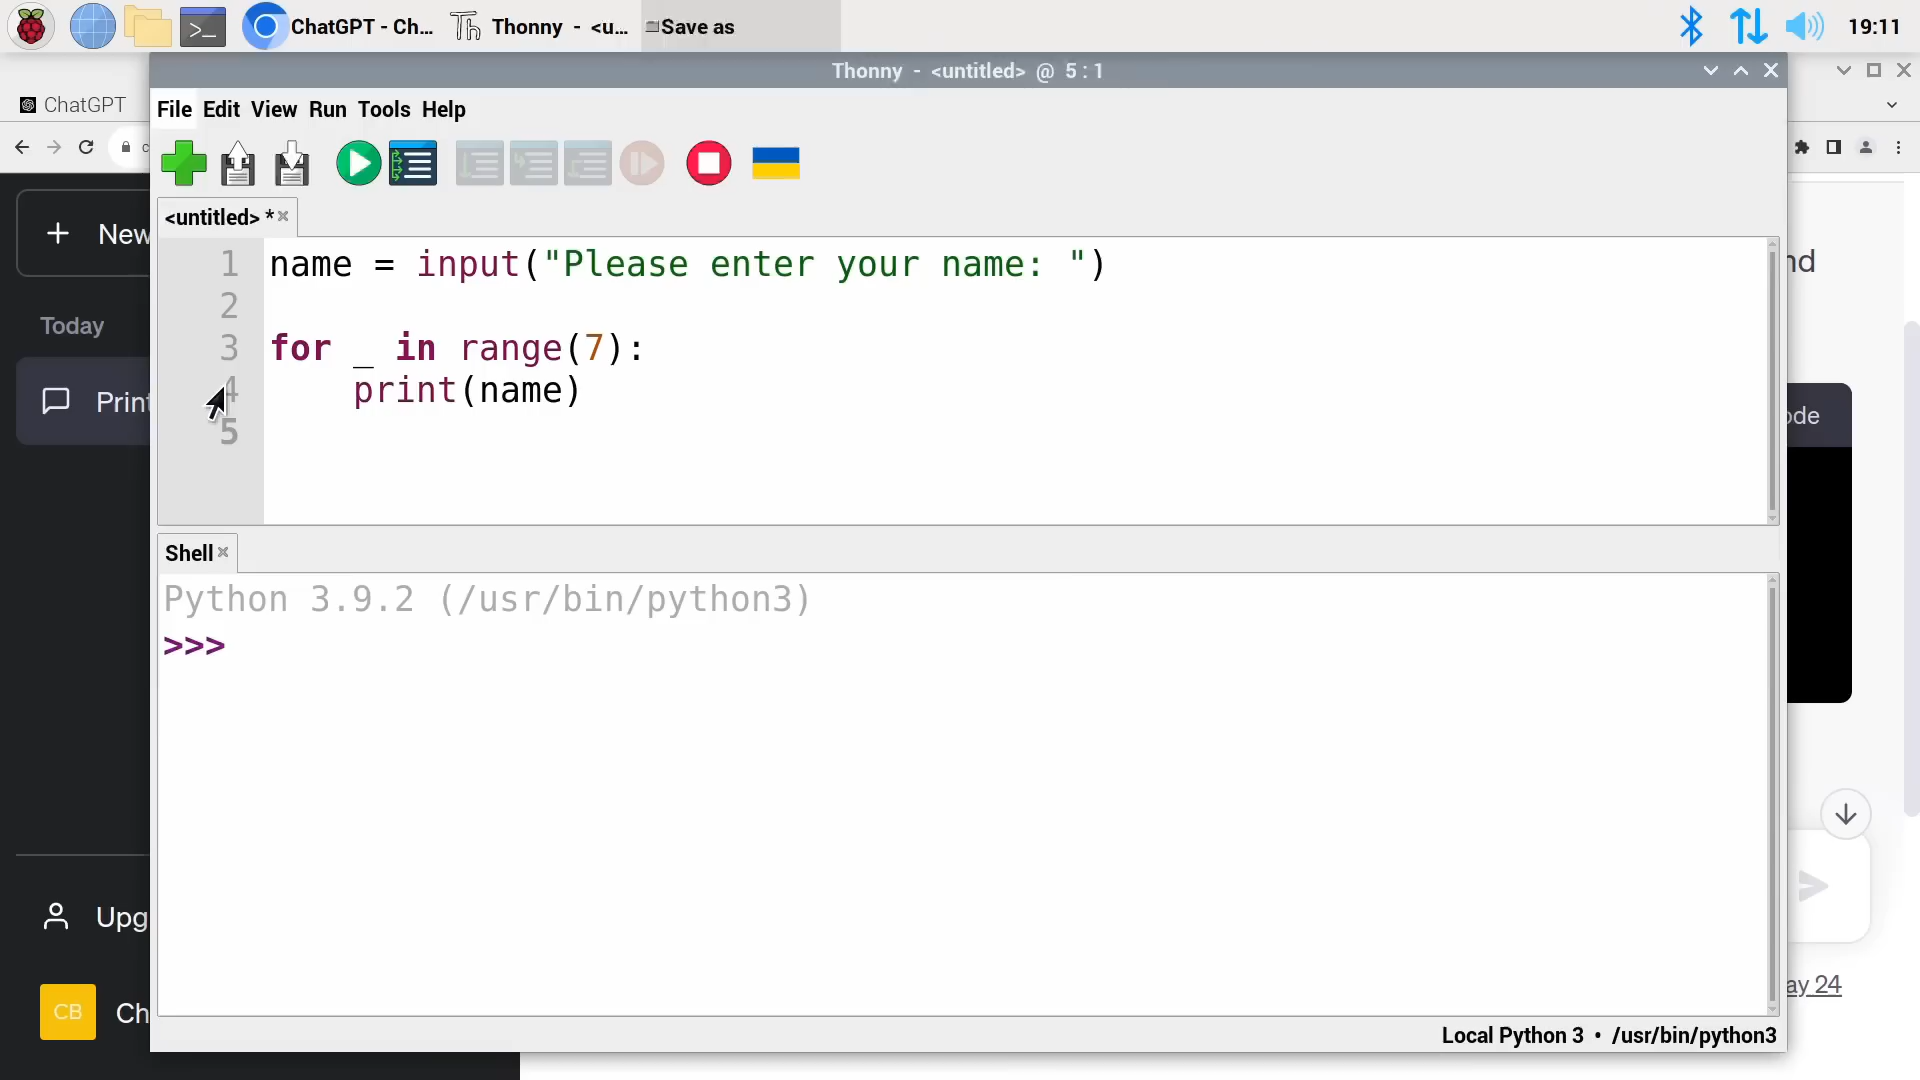 ChatGPT - Ch...
Thonny - <u...
Save as
19:11
Thonny - <untitled> @ 5:1
ChatGPT
File Edit View Run Tools Help
c
<untitled> *
New
Today
Print
1 name = input("Please enter your name: ")
2
3 for _ in range(7):
4     print(name)
5
nd
ode
Shell
Python 3.9.2 (/usr/bin/python3)
>>>
Upg
CB
Ch
ay 24
Local Python 3 • /usr/bin/python3